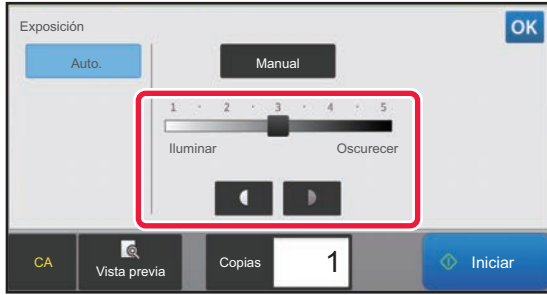 Exposición
OK
Auto.
Manual
1 · 2 · 3 · 4 · 5
Iluminar Oscurecer
CA
Vista previa
Copias
1
Iniciar